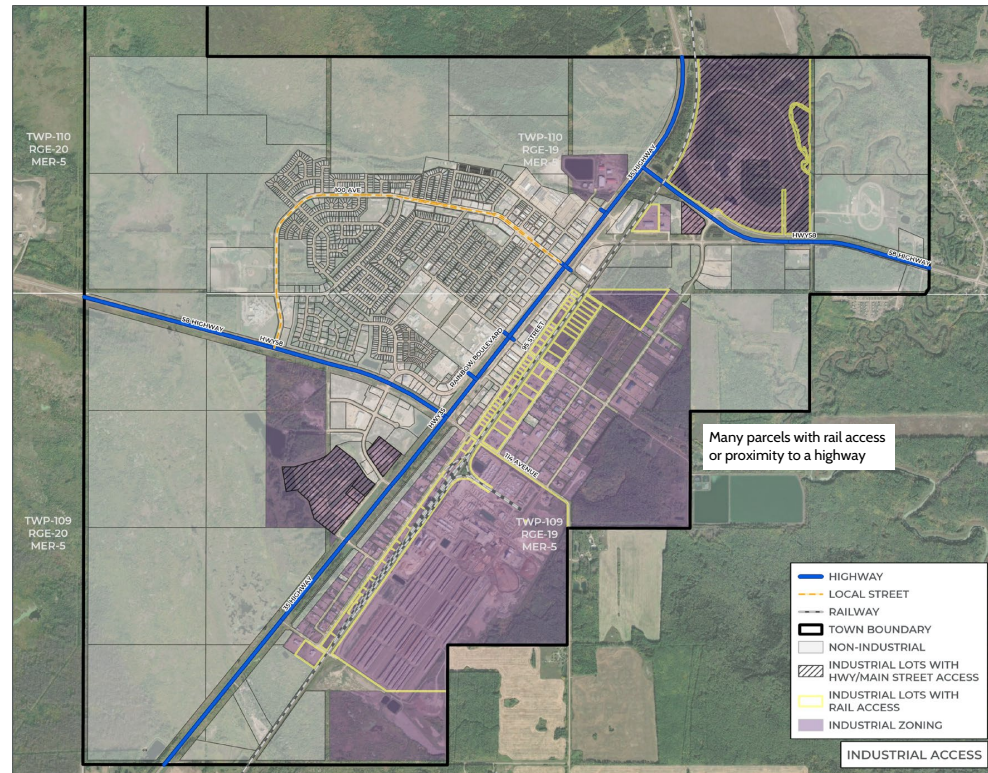 TWP-110
RGE-20
MER-5
TWP-110
RGE-19
MER-5
35 HIGHWAY
100 AVE
HWY58
58 HIGHWAY
58 HIGHWAY
HWY58
RAINBOW BOULEVARD
95 STREET
HWY35
114 AVENUE
Many parcels with rail access
or proximity to a highway
TWP-109
RGE-20
MER-5
TWP-109
RGE-19
MER-5
35 HIGHWAY
HIGHWAY
LOCAL STREET
RAILWAY
TOWN BOUNDARY
NON-INDUSTRIAL
INDUSTRIAL LOTS WITH
HWY/MAIN STREET ACCESS
INDUSTRIAL LOTS WITH
RAIL ACCESS
INDUSTRIAL ZONING
INDUSTRIAL ACCESS